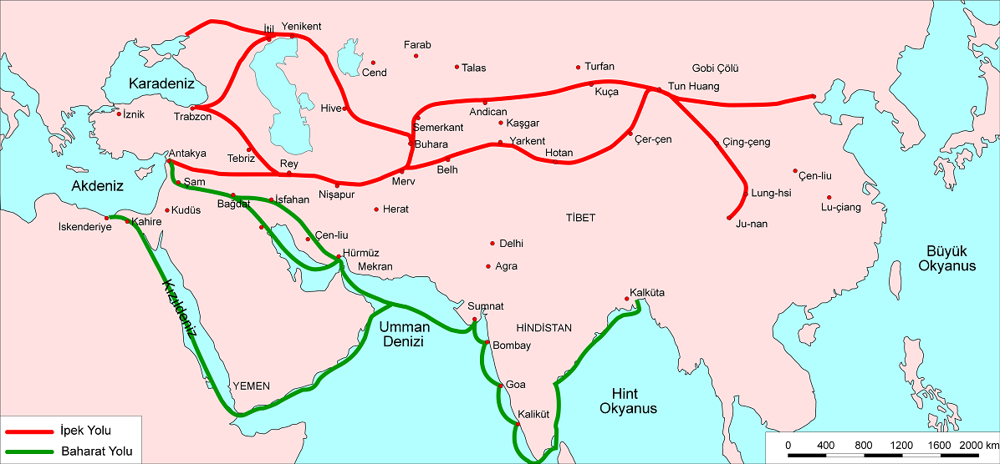 İtil
Yenikent
Farab
Cend
Talas
Turfan
Gobi Çölü
Karadeniz
Kuça
Tun Huang
İznik
Trabzon
Hive
Andican
Semerkant
Kaşgar
Buhara
Yarkent
Çer-çen
Çing-çeng
Antakya
Tebriz
Rey
Merv
Belh
Hotan
Akdeniz
Şam
Nişapur
Çen-liu
Bağdat
İsfahan
Lung-hsi
Lu-çiang
Kudüs
Herat
TİBET
İskenderiye
Kahire
Ju-nan
Çen-liu
Delhi
Hürmüz
Mekran
Agra
Büyük
Okyanus
Kızıldeniz
Kalküta
Sumnat
Umman
Denizi
HİNDİSTAN
Bombay
YEMEN
Goa
Hint
Okyanus
Kaliküt
İpek Yolu
Baharat Yolu
0 400 800 1200 1600 2000 km